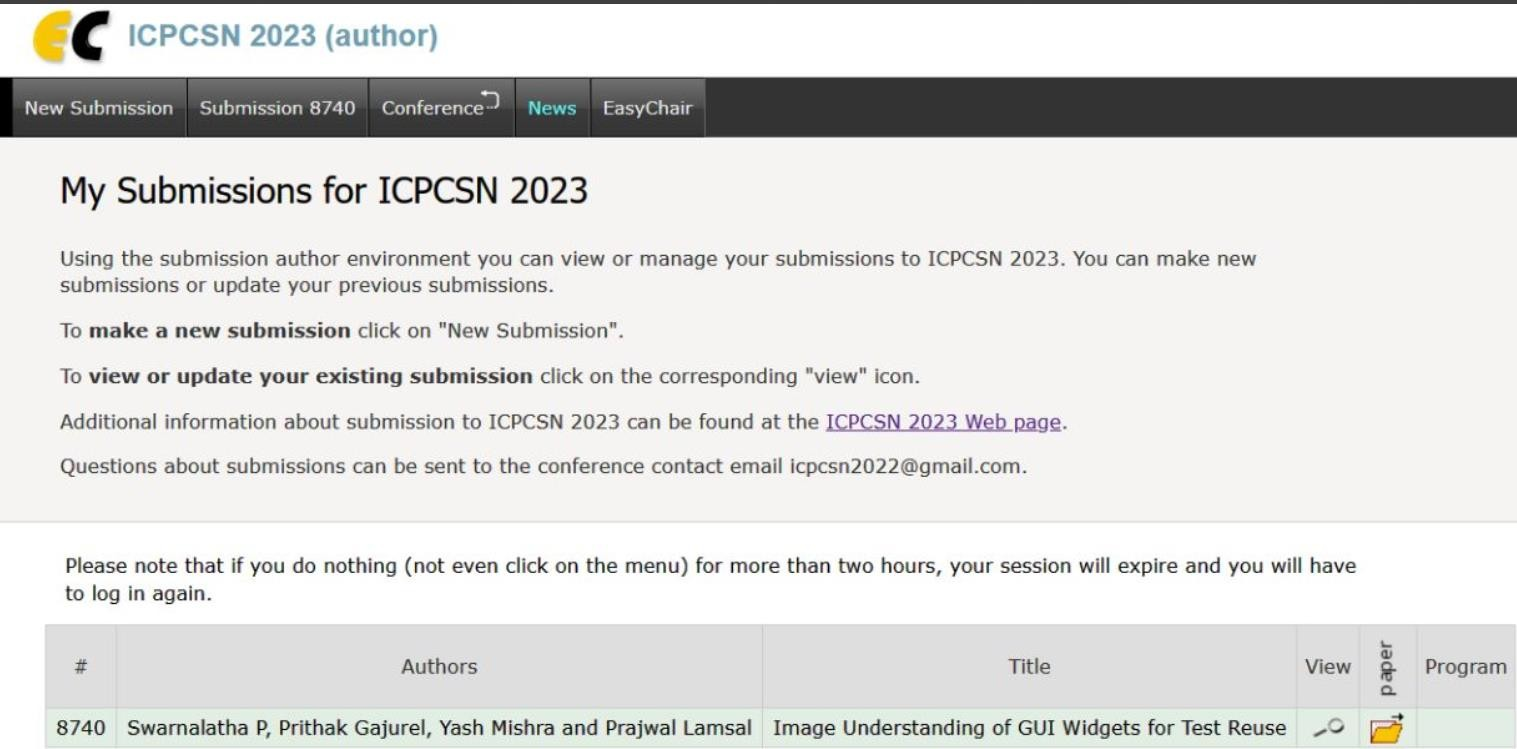 EC ICPCSN 2023 (author)
New Submission Submission 8740 Conference News EasyChair
My Submissions for ICPCSN 2023
Using the submission author environment you can view or manage your submissions to ICPCSN 2023. You can make new
submissions or update your previous submissions.
To make a new submission click on "New Submission".
To view or update your existing submission click on the corresponding "view" icon.
Additional information about submission to ICPCSN 2023 can be found at the ICPCSN 2023 Web page.
Questions about submissions can be sent to the conference contact email icpcsn2022@gmail.com.
Please note that if you do nothing (not even click on the menu) for more than two hours, your session will expire and you will have
to log in again.
# Authors Title View paper Program
8740 Swarnalatha P, Prithak Gajurel, Yash Mishra and Prajwal Lamsal Image Understanding of GUI Widgets for Test Reuse